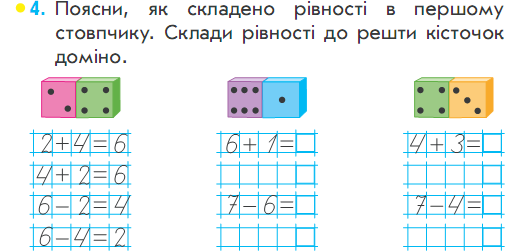 4. Поясни, як складено рівності в першому
стовпчику. Склади рівності до решти кісточок
доміно.
2+4=6 6+1= 4+3=
4+2=6
6-2=4 7-6= 7-4=
6-4=2